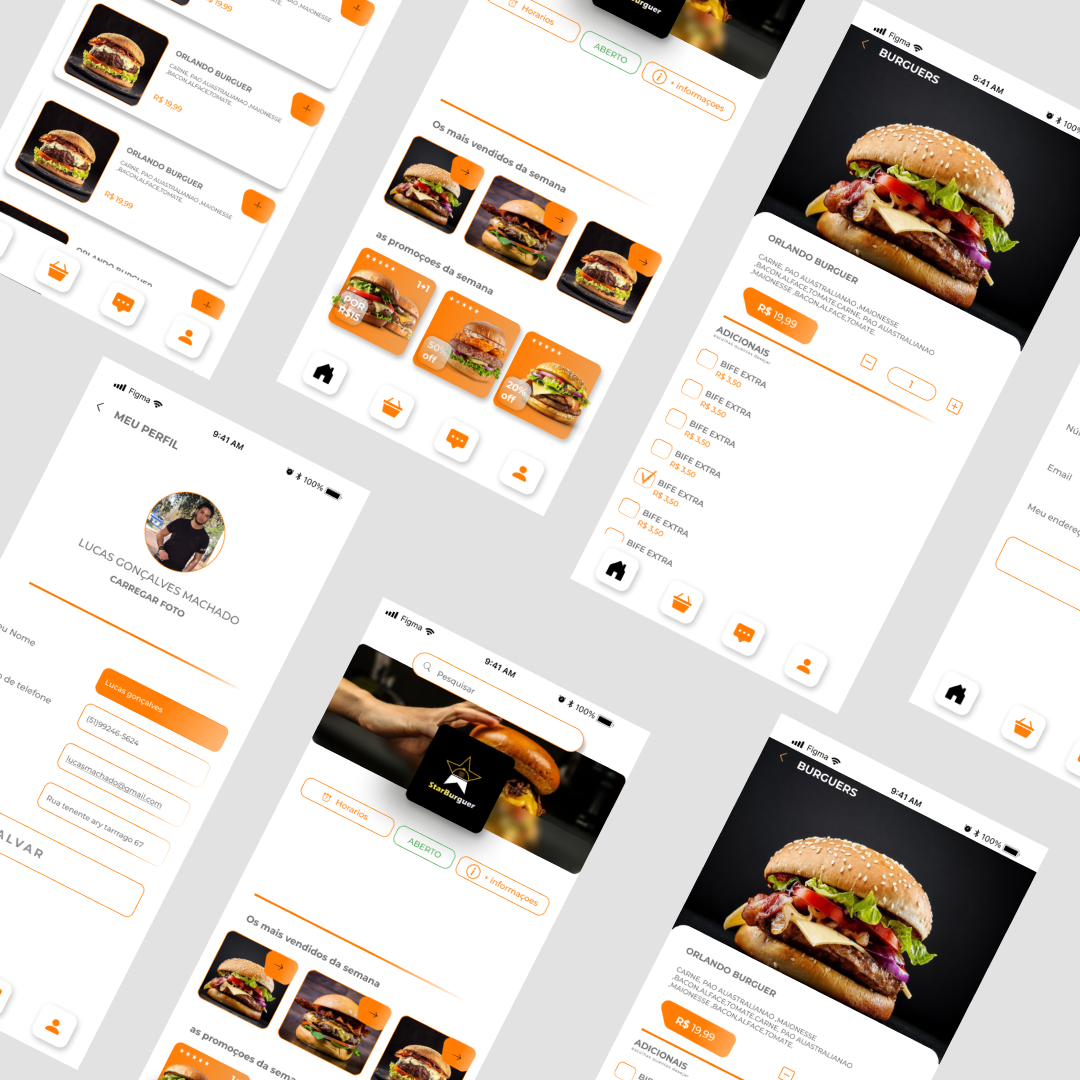 R$ 19,99
+
ORLANDO BURGUER
CARNE, PAO AUASTRALIANAO ,MAIONESSE
,BACON,ALFACE,TOMATE.
R$ 19,99
+
ORLANDO BURGUER
CARNE, PAO AUASTRALIANAO ,MAIONESSE
,BACON,ALFACE,TOMATE.
R$ 19,99
+
ORLANDO BURGUER
+
Horarios
ABERTO
+ informaçoes
Burguer
Os mais vendidos da semana
as promoçoes da semana
1+1
POR
R$15
50%
off
20%
off
Figma
9:41 AM
100%
BURGUERS
ORLANDO BURGUER
CARNE, PAO AUASTRALIANAO ,MAIONESSE
,BACON,ALFACE,TOMATE.CARNE, PAO AUASTRALIANAO
,MAIONESSE ,BACON,ALFACE,TOMATE.
R$ 19,99
ADICIONAIS
1
BIFE EXTRA
R$ 3,50
BIFE EXTRA
R$ 3,50
BIFE EXTRA
R$ 3,50
BIFE EXTRA
R$ 3,50
BIFE EXTRA
R$ 3,50
BIFE EXTRA
R$ 3,50
BIFE EXTRA
Email
Meu endere
Figma
9:41 AM
100%
MEU PERFIL
LUCAS GONÇALVES MACHADO
CARREGAR FOTO
eu Nome
Lucas gonçalves
o de telefone
(51)99246-5624
lucasmachado@gmail.com
Rua tenente ary tarrrago 67
ALVAR
Figma
9:41 AM
100%
Pesquisar
StarBurguer
Horarios
ABERTO
+ informaçoes
Os mais vendidos da semana
as promoçoes da sema
1+1
Figma
9:41 AM
100%
BURGUERS
ORLANDO BURGUER
CARNE, PAO AUASTRALIANAO ,MAIONESSE
,BACON,ALFACE,TOMATE.CARNE, PAO AUASTRALIANAO
,MAIONESSE ,BACON,ALFACE,TOMATE.
R$ 19,99
ADICIONAIS